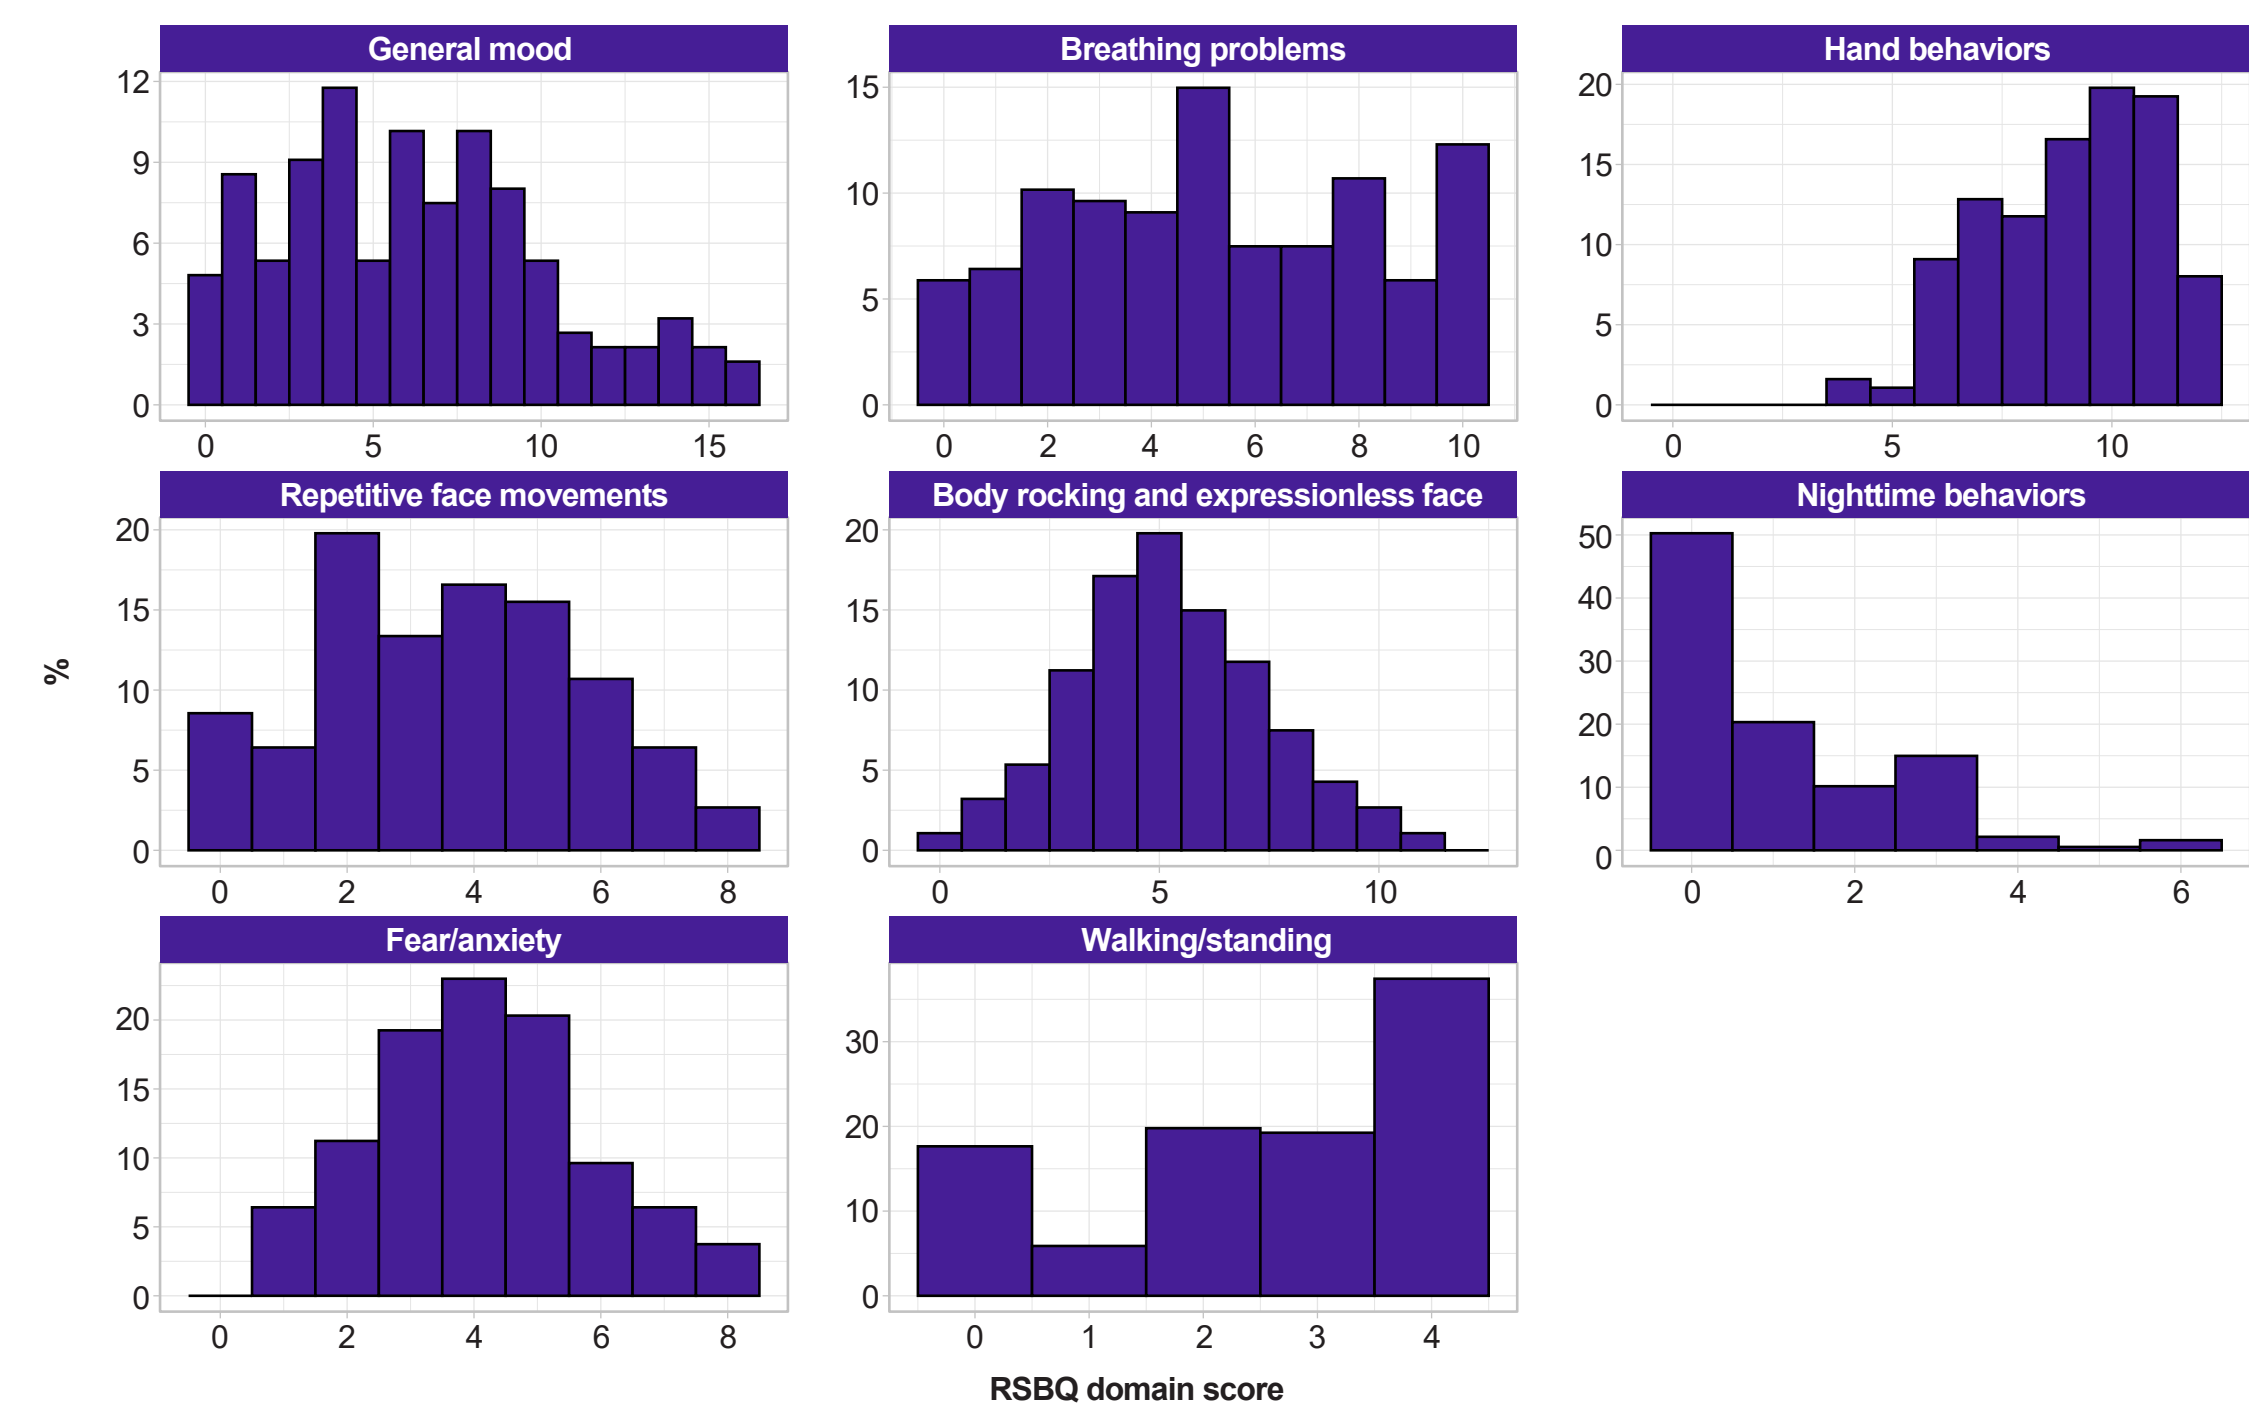 General mood
Breathing problems
Hand behaviors
12
9
6
3
0
0 5 10 15
15
10
5
0
0 2 4 6 8 10
20
15
10
5
0
0 5 10
Repetitive face movements
Body rocking and expressionless face
Nighttime behaviors
%
20
15
10
5
0
0 2 4 6 8
20
15
10
5
0
0 5 10
50
40
30
20
10
0
0 2 4 6
Fear/anxiety
Walking/standing
20
15
10
5
0
0 2 4 6 8
30
20
10
0
0 1 2 3 4
RSBQ domain score